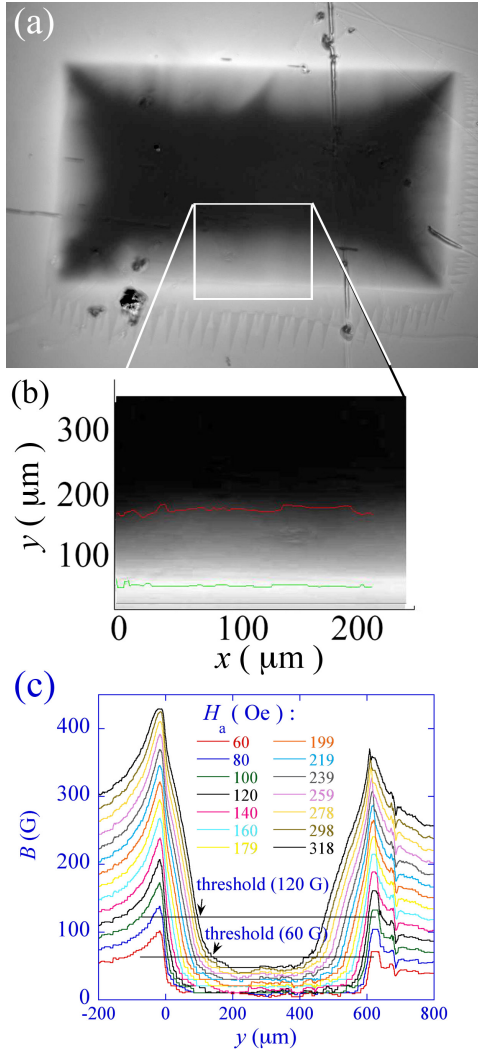 (a)
(b)
300
200
100
y ( μm )
0 100 200
x ( μm )
(c)
400
300
200
100
0
B (G)
H_a ( Oe ) :
60 199
80 219
100 239
120 259
140 278
160 298
179 318
threshold (120 G)
threshold (60 G)
-200 0 200 400 600 800
y (μm)